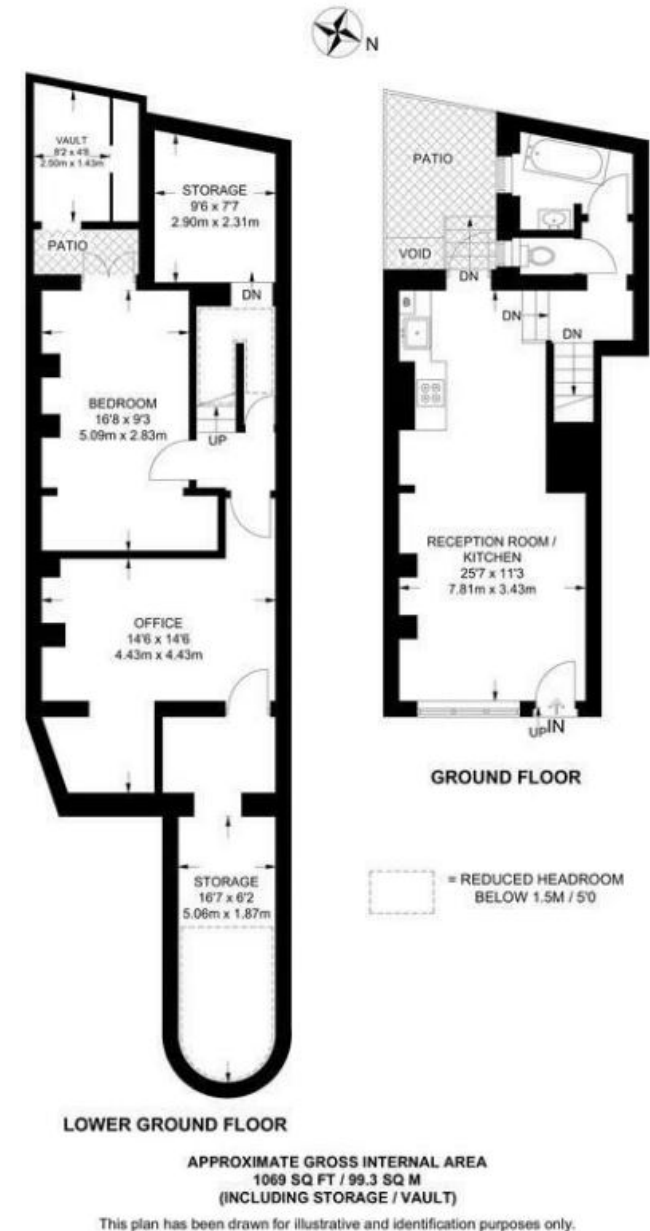 N
VAULT
8'2 x 4'8
2.50m x 1.43m
STORAGE
9'6 x 7'7
2.90m x 2.31m
PATIO
DN
BEDROOM
16'8 x 9'3
5.09m x 2.83m
UP
OFFICE
14'6 x 14'6
4.43m x 4.43m
STORAGE
16'7 x 6'2
5.06m x 1.87m
LOWER GROUND FLOOR
PATIO
VOID
DN
DN
DN
RECEPTION ROOM /
KITCHEN
25'7 x 11'3
7.81m x 3.43m
UP
IN
GROUND FLOOR
= REDUCED HEADROOM
BELOW 1.5M / 5'0
APPROXIMATE GROSS INTERNAL AREA
1069 SQ FT / 99.3 SQ M
(INCLUDING STORAGE / VAULT)
This plan has been drawn for illustrative and identification purposes only.